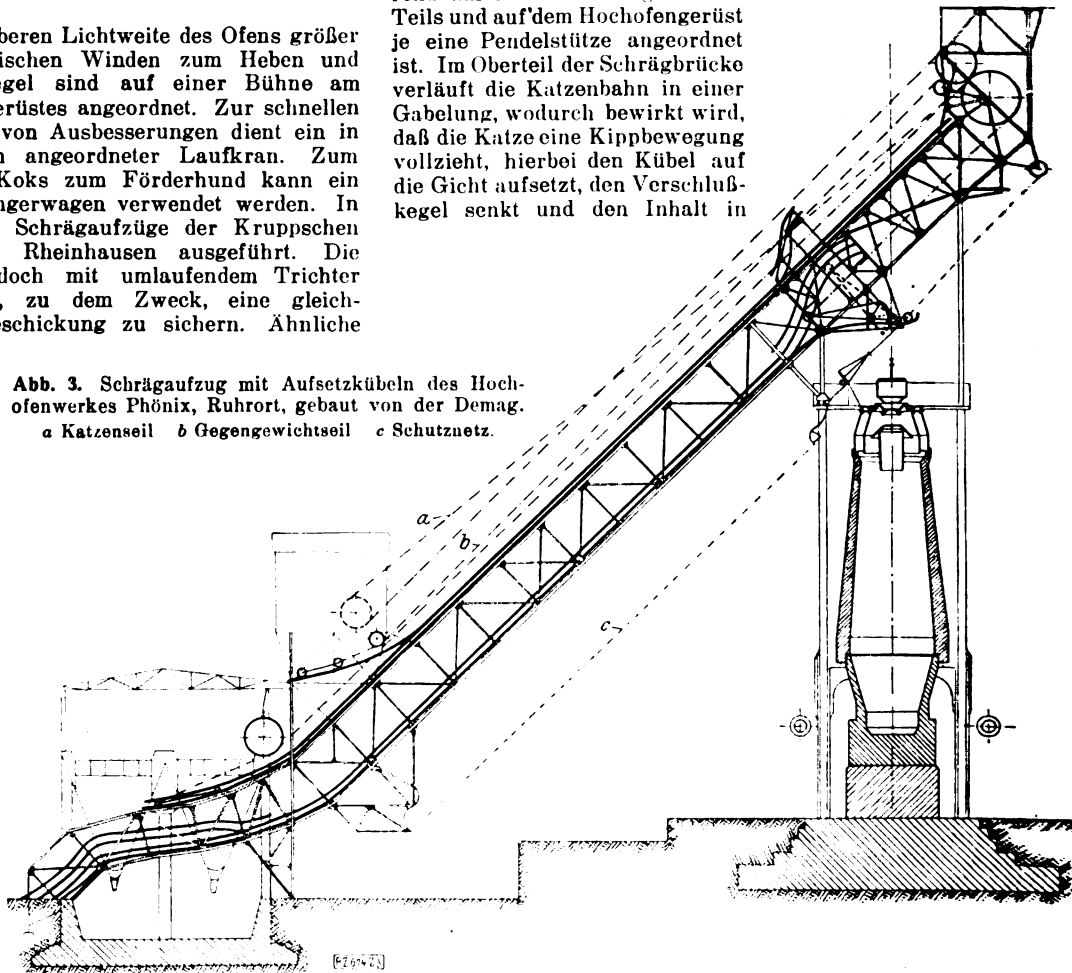 beren Lichtweite des Ofens größer
ischen Winden zum Heben und
egel sind auf einer Bühne am
erüstes angeordnet. Zur schnellen
von Ausbesserungen dient ein in
angeordneter Laufkran. Zum
Koks zum Förderhund kann ein
ngerwagen verwendet werden. In
Schrägaufzüge der Kruppschen
Rheinhausen ausgeführt. Die
doch mit umlaufendem Trichter
, zu dem Zweck, eine gleich-
eschickung zu sichern. Ähnliche
Teils und auf dem Hochofengerüst
je eine Pendelstütze angeordnet
ist. Im Oberteil der Schrägbrücke
verläuft die Katzenbahn in einer
Gabelung, wodurch bewirkt wird,
daß die Katze eine Kippbewegung
vollzieht, hierbei den Kübel auf
die Gicht aufsetzt, den Verschluß-
kegel senkt und den Inhalt in
Abb. 3. Schrägaufzug mit Aufsetzkübeln des Hoch-
ofenwerkes Phönix, Ruhrort, gebaut von der Demag.
a Katzenseil b Gegengewichtseil c Schutznetz.
a
b
c